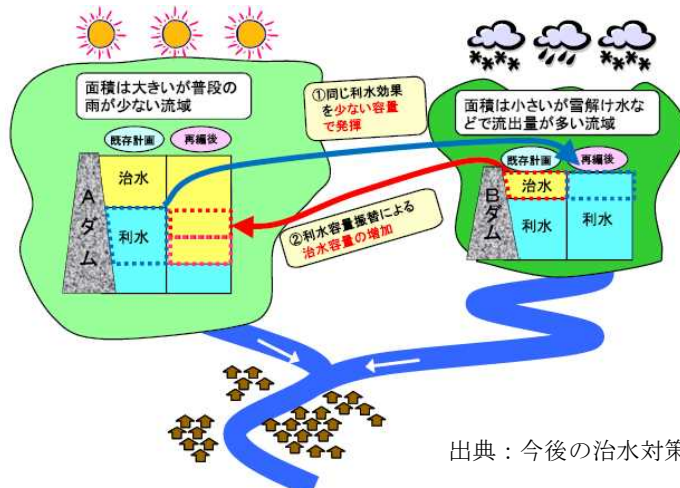 面積は大きいが普段の
雨が少ない流域
既存計画
再編後
治水
利水
Aダム
①同じ利水効果
を少ない容量
で発揮
②利水容量振替による
治水容量の増加
面積は小さいが雪解け水な
どで流出量が多い流域
既存計画
再編後
治水
利水
利水
Bダム
出典：今後の治水対策